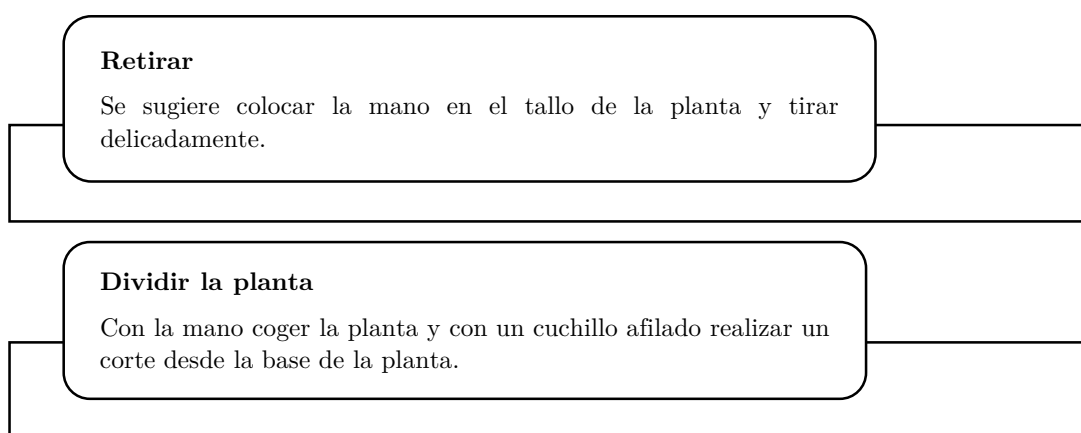 Retirar
Se sugiere colocar la mano en el tallo de la planta y tirar
delicadamente.
Dividir la planta
Con la mano coger la planta y con un cuchillo afilado realizar un
corte desde la base de la planta.